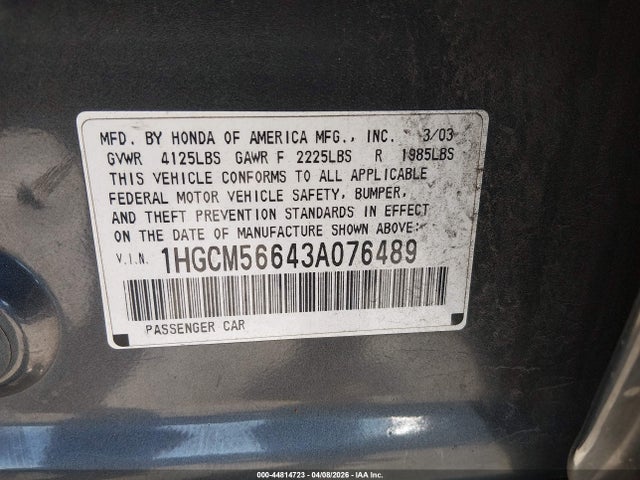 MFD. BY HONDA OF AMERICA MFG., INC. 3/03
GVWR 4125LBS GAWR F 2225LBS R 1985LBS
THIS VEHICLE CONFORMS TO ALL APPLICABLE
FEDERAL MOTOR VEHICLE SAFETY, BUMPER,
AND THEFT PREVENTION STANDARDS IN EFFECT
ON THE DATE OF MANUFACTURE SHOWN ABOVE:
V.I.N. 1HGCM56643A076489
PASSENGER CAR
000-44814723 - 04/08/2026 - IAA Inc.